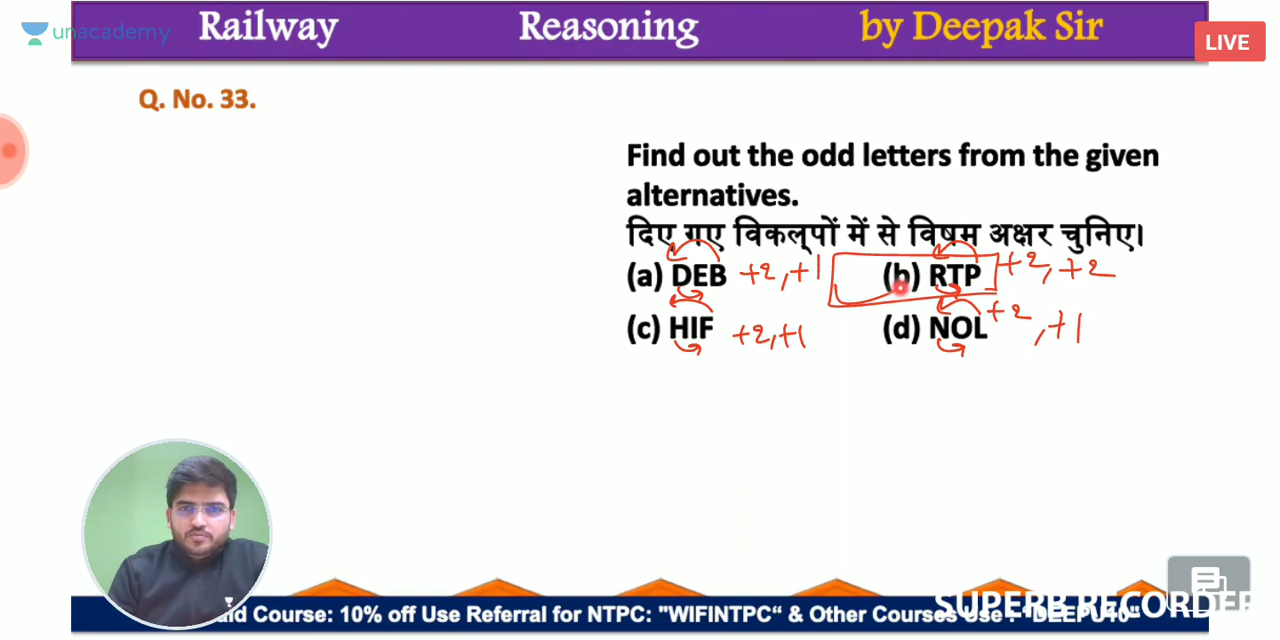 unacademy Railway Reasoning by Deepak Sir LIVE
Q. No. 33.
Find out the odd letters from the given
alternatives.
दिए गए विकल्पों में से विषम अक्षर चुनिए।
(a) DEB +2,+1 (b) RTP +2,+2
(c) HIF +2,+1 (d) NOL +2,+1
id Course: 10% off Use Referral for NTPC: "WIFINTPC" & Other Courses Use : "DEEPU10"
SUPERB RECORDER